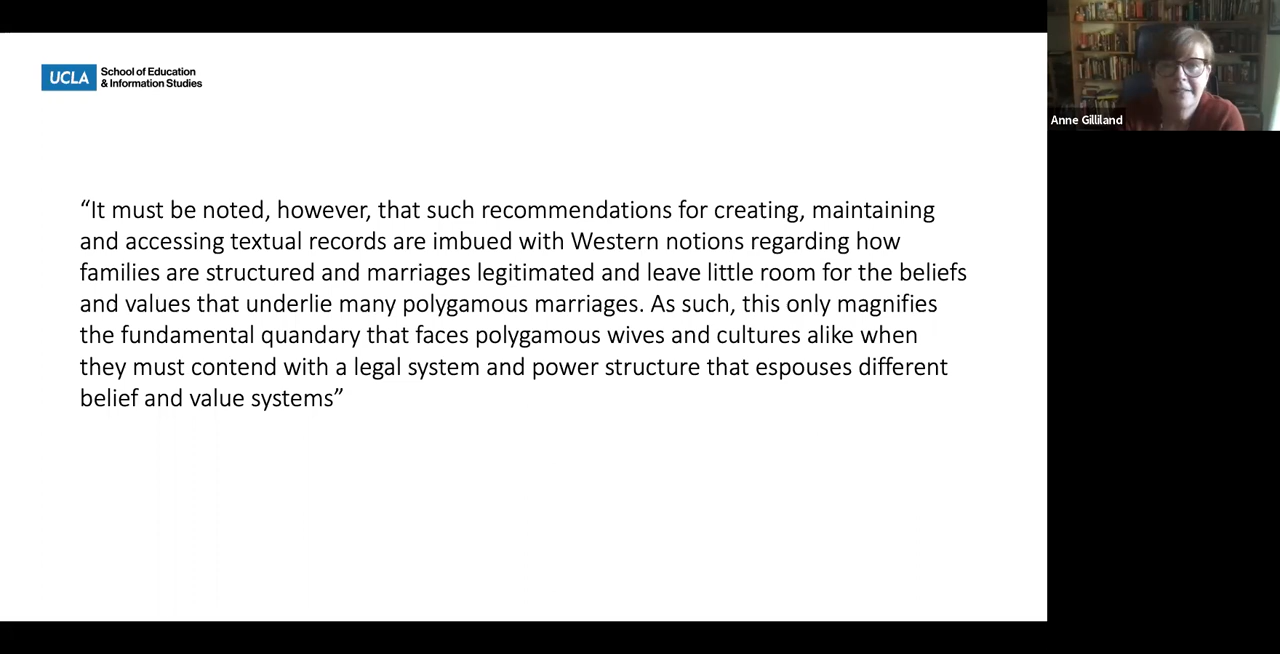 UCLA
School of Education
& Information Studies
Anne Gilliland
“It must be noted, however, that such recommendations for creating, maintaining
and accessing textual records are imbued with Western notions regarding how
families are structured and marriages legitimated and leave little room for the beliefs
and values that underlie many polygamous marriages. As such, this only magnifies
the fundamental quandary that faces polygamous wives and cultures alike when
they must contend with a legal system and power structure that espouses different
belief and value systems”